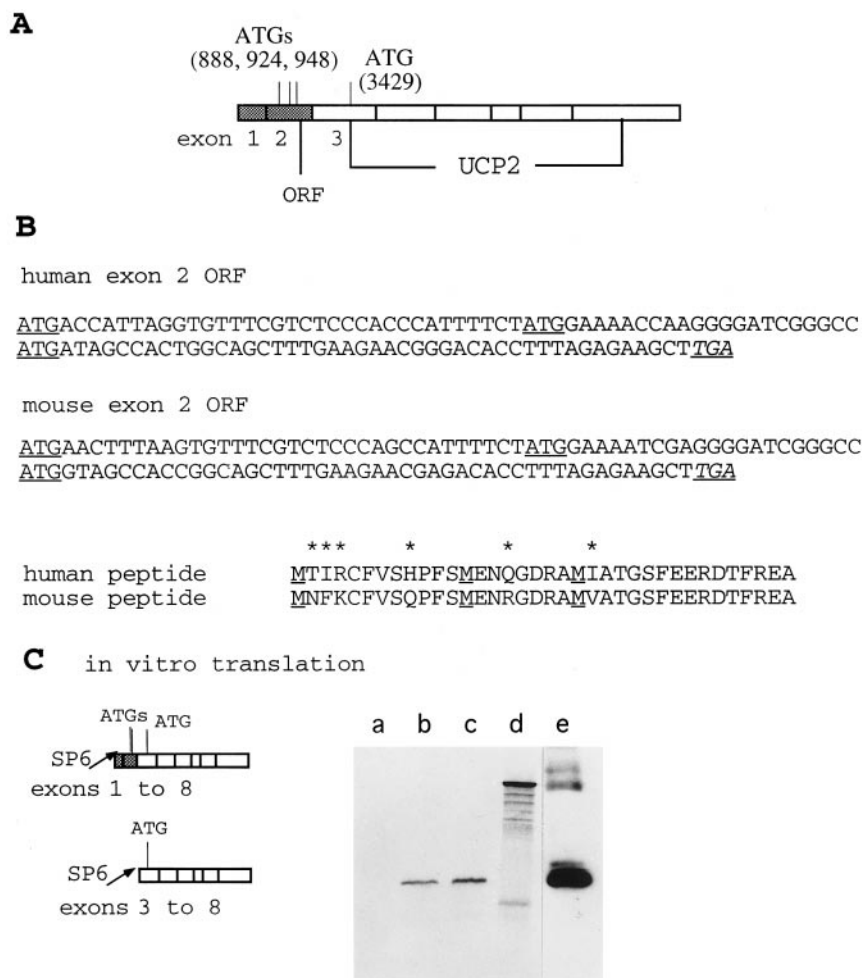 A
ATGs
(888, 924, 948)
ATG
(3429)
exon 1 2 3
UCP2
ORF
B
human exon 2 ORF
ATGACCATTAGGTGTTTCGTCTCCCACCCATTTTCTATGGAAAACCAAGGGGATCGGGCC
ATGATAGCCACTGGCAGCTTTGAAGAACGGGACACCTTTAGAGAAGCTTGA
mouse exon 2 ORF
ATGAACTTTAAGTGTTTCGTCTCCCAGCCATTTTCTATGGAAAATCGAGGGGATCGGGCC
ATGGTAGCCACCGGCAGCTTTGAAGAACGAGACACCTTTAGAGAAGCTTGA
*** * * *
human peptide MTIRCFVSHPFSMENQGDRAMIATGSFEERDTFREA
mouse peptide MNFKCFVSQPFSMENRGDRAMVATGSFEERDTFREA
C in vitro translation
ATGs ATG
SP6
exons 1 to 8
ATG
SP6
exons 3 to 8
a b c d e